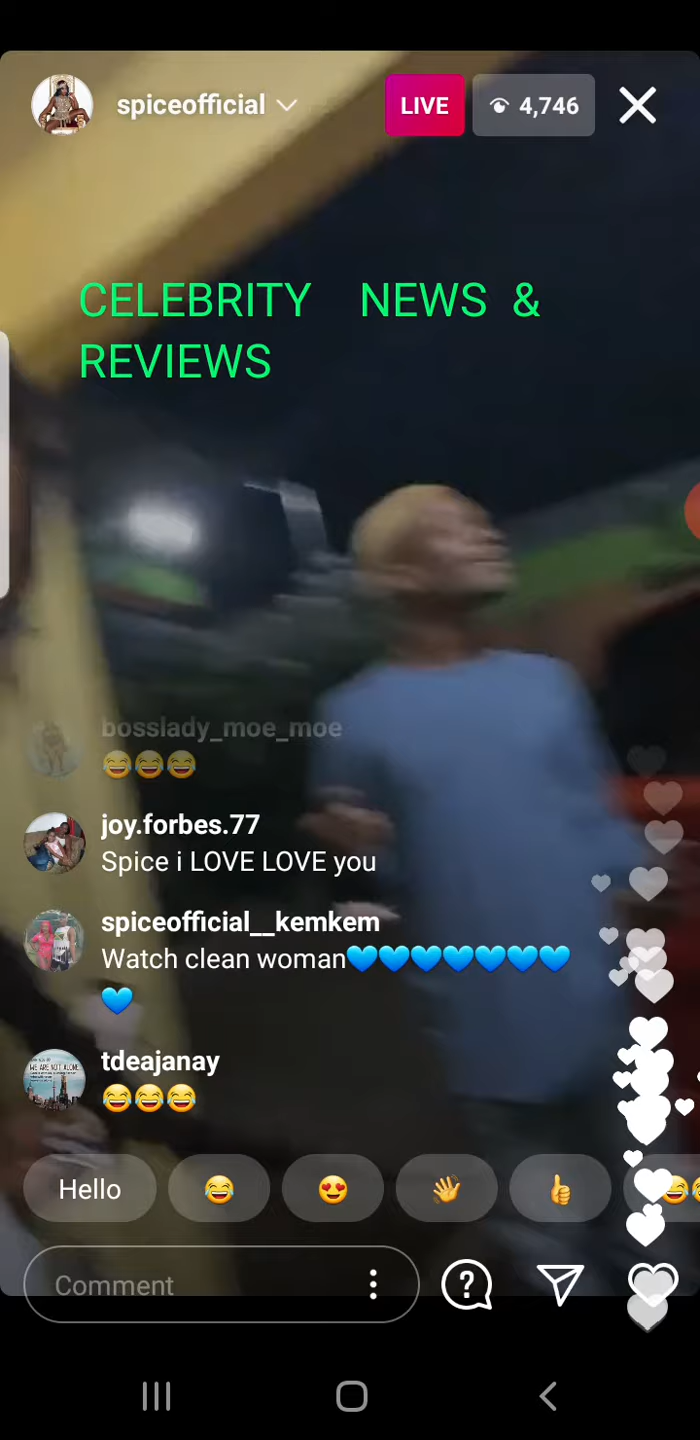 spiceofficial
LIVE
4,746
CELEBRITY NEWS &
REVIEWS
bosslady_moe_moe
😂😂😂
joy.forbes.77
Spice i LOVE LOVE you
spiceofficial__kemkem
Watch clean woman💙💙💙💙💙💙💙
💙
tdeajanay
😂😂😂
Hello 😂 😍 👋 👍
Comment